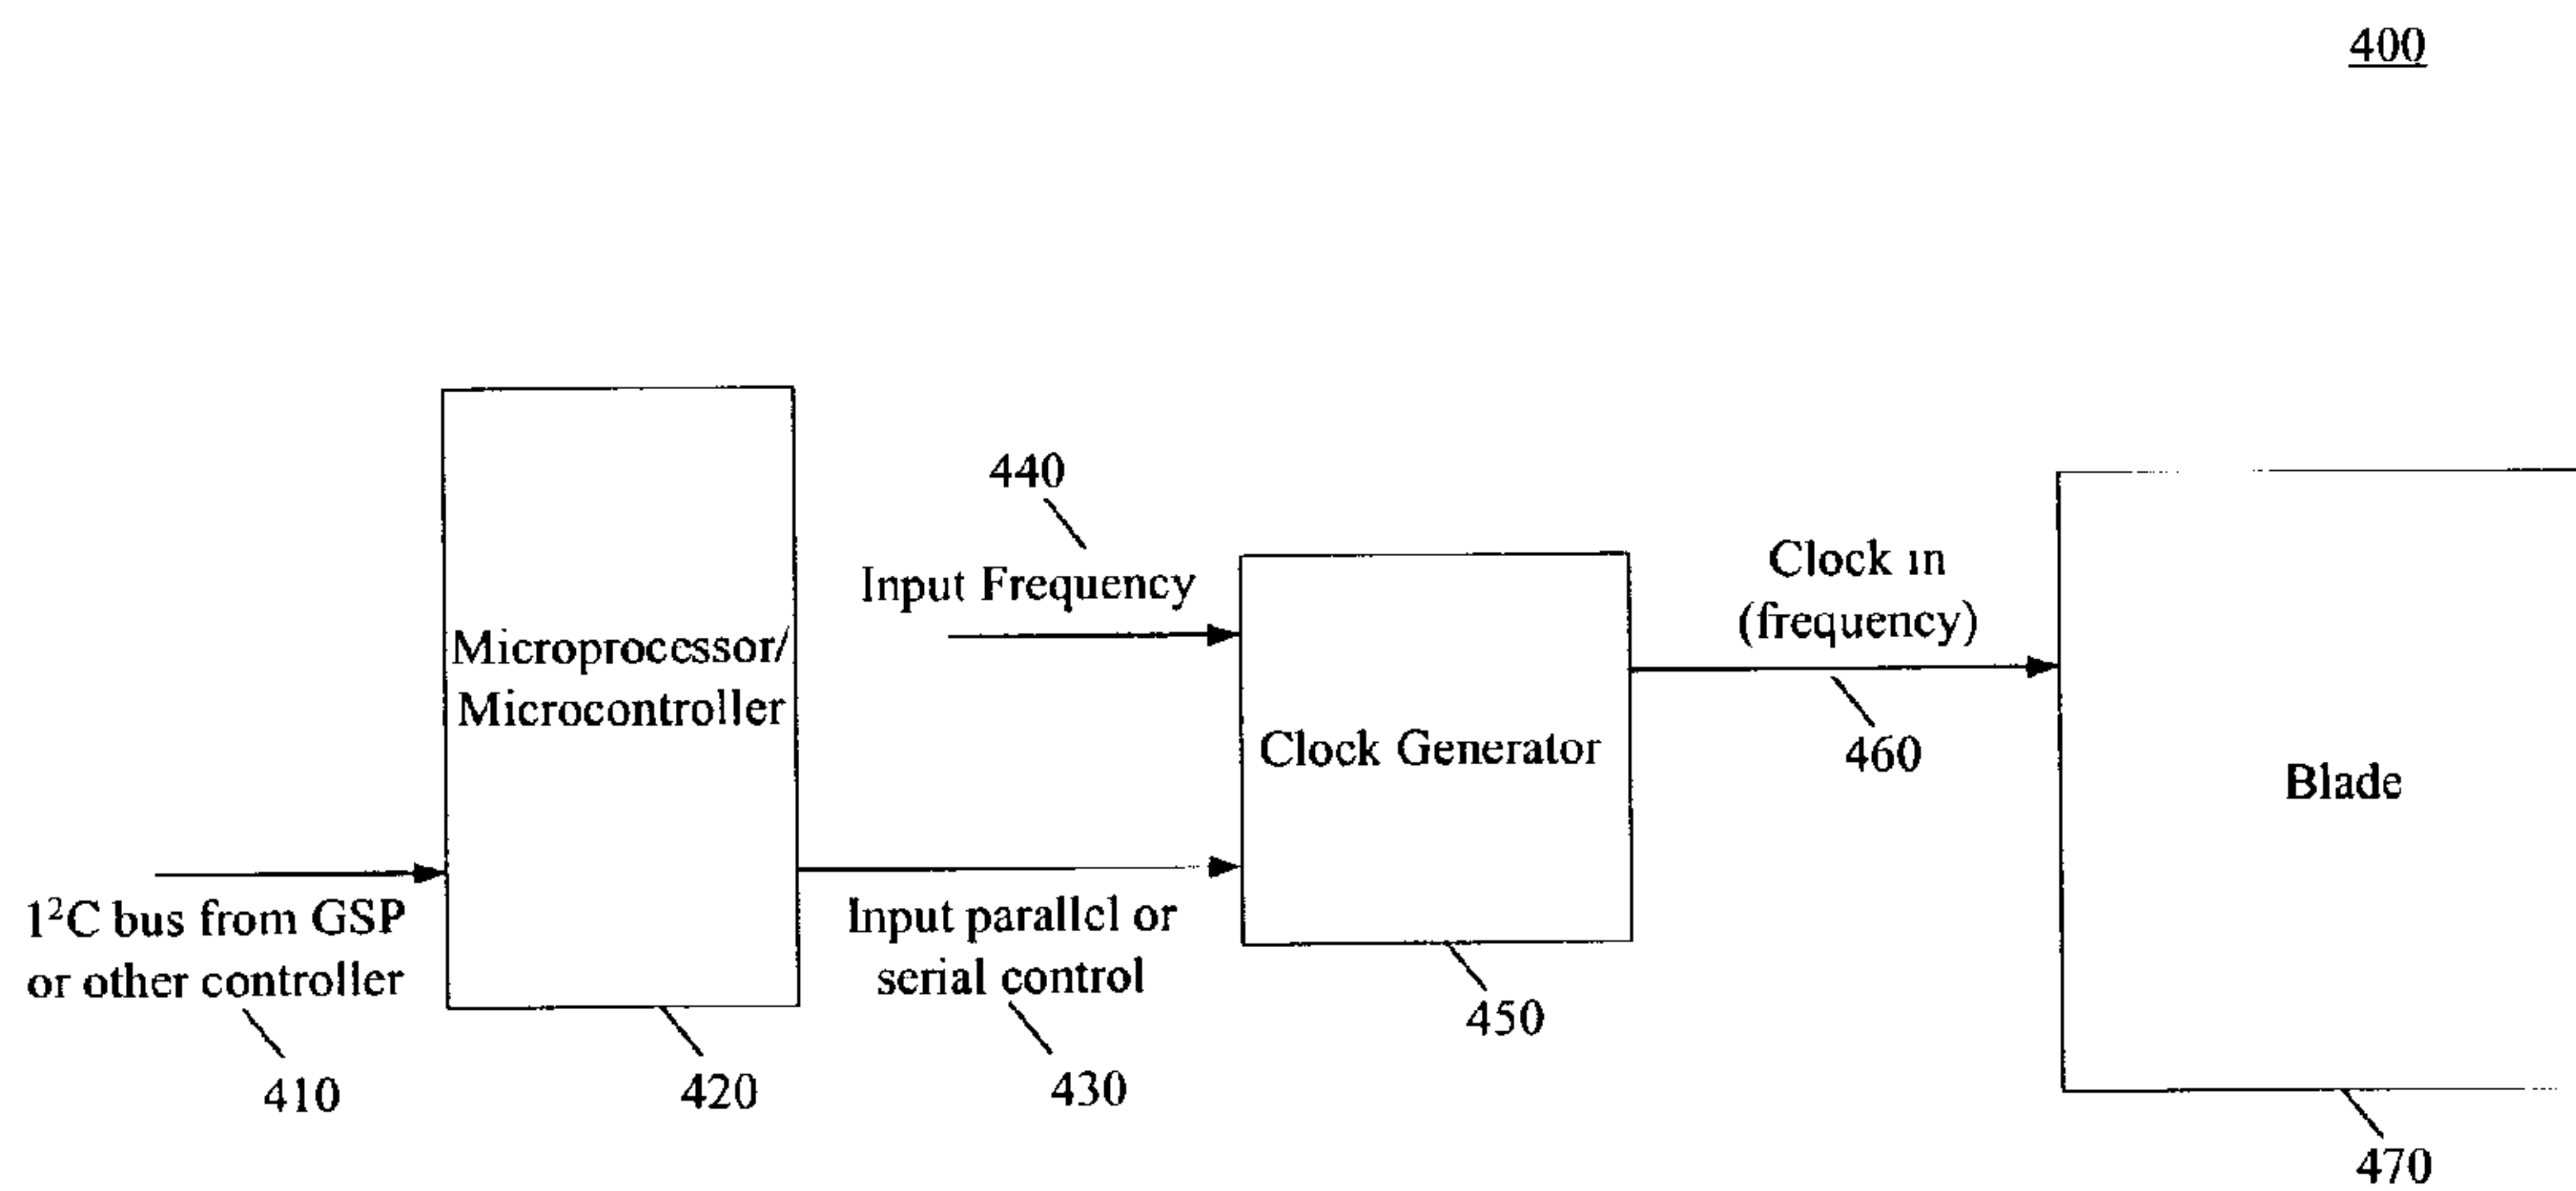 400
440
Input Frequency
Clock in
(frequency)
Microprocessor/
Microcontroller
460
Clock Generator
Blade
I²C bus from GSP
or other controller
Input parallel or
serial control
450
410
420
430
470